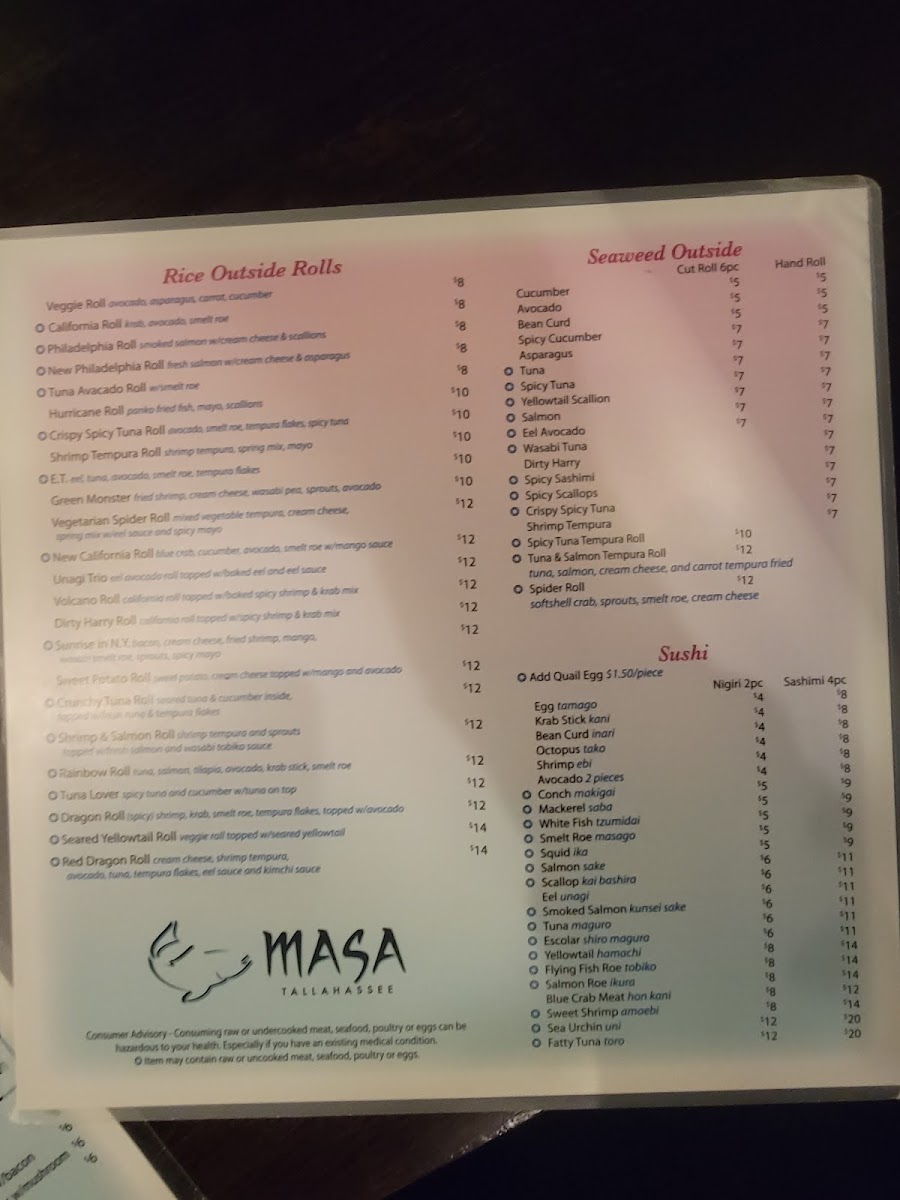 Rice Outside Rolls
Veggie Roll avocado, asparagus, carrot, cucumber $8
California Roll krab, avocado, smelt roe $8
Philadelphia Roll smoked salmon w/cream cheese & scallions $8
New Philadelphia Roll fresh salmon w/cream cheese & asparagus $8
Tuna Avacado Roll w/smelt roe $8
Hurricane Roll panko fried fish, mayo, scallions $10
Crispy Spicy Tuna Roll avocado, smelt roe, tempura flakes, spicy tuna $10
Shrimp Tempura Roll shrimp tempura, spring mix, mayo $10
E.T. eel, tuna, avocado, smelt roe, tempura flakes $10
Green Monster fried shrimp, cream cheese, wasabi pea, sprouts, avocado $10
Vegetarian Spider Roll mixed vegetable tempura, cream cheese, $12
spring mix w/eel sauce and spicy mayo
New California Roll blue crab, cucumber, avocado, smelt roe w/mango sauce $12
Unagi Trio eel avocado roll topped w/baked eel and eel sauce $12
Volcano Roll california roll topped w/baked spicy shrimp & krab mix $12
Dirty Harry Roll california roll topped w/spicy shrimp & krab mix $12
Sunrise in N.Y. bacon, cream cheese, fried shrimp, mango, $12
wasabi smelt roe, sprouts, spicy mayo
Sweet Potato Roll sweet potato, cream cheese topped w/mango and avocado $12
Crunchy Tuna Roll seared tuna & cucumber inside, $12
topped w/krun tuna & tempura flakes
Shrimp & Salmon Roll shrimp tempura and sprouts $12
topped w/fresh salmon and wasabi tobiko sauce
Rainbow Roll tuna, salmon, tilapia, avocado, krab stick, smelt roe $12
Tuna Lover spicy tuna and cucumber w/tuna on top $12
Dragon Roll (spicy) shrimp, krab, smelt roe, tempura flakes, topped w/avocado $12
Seared Yellowtail Roll veggie roll topped w/seared yellowtail $14
Red Dragon Roll cream cheese, shrimp tempura, $14
avocado, tuna, tempura flakes, eel sauce and kimchi sauce
MASA
TALLAHASSEE
Consumer Advisory - Consuming raw or undercooked meat, seafood, poultry or eggs can be
hazardous to your health. Especially if you have an existing medical condition.
Item may contain raw or uncooked meat, seafood, poultry or eggs.
Seaweed Outside
Cut Roll 6pc Hand Roll
Cucumber $5 $5
Avocado $5 $5
Bean Curd $5 $5
Spicy Cucumber $7 $7
Asparagus $7 $7
Tuna $7 $7
Spicy Tuna $7 $7
Yellowtail Scallion $7 $7
Salmon $7 $7
Eel Avocado $7 $7
Wasabi Tuna $7
Dirty Harry $7
Spicy Sashimi $7
Spicy Scallops $7
Crispy Spicy Tuna $7
Shrimp Tempura $7
Spicy Tuna Tempura Roll $10
Tuna & Salmon Tempura Roll $12
tuna, salmon, cream cheese, and carrot tempura fried
Spider Roll $12
softshell crab, sprouts, smelt roe, cream cheese
Sushi
Add Quail Egg $1.50/piece
Nigiri 2pc Sashimi 4pc
Egg tamago $4 $8
Krab Stick kani $4 $8
Bean Curd inari $4 $8
Octopus tako $4 $8
Shrimp ebi $4 $8
Avocado 2 pieces $4 $8
Conch makigai $5 $9
Mackerel saba $5 $9
White Fish tzumidai $5 $9
Smelt Roe masago $5 $9
Squid ika $5 $9
Salmon sake $6 $11
Scallop kai bashira $6 $11
Eel unagi $6 $11
Smoked Salmon kunsei sake $6 $11
Tuna maguro $6 $11
Escolar shiro magura $6 $11
Yellowtail hamachi $8 $14
Flying Fish Roe tobiko $8 $14
Salmon Roe ikura $8 $14
Blue Crab Meat hon kani $8 $12
Sweet Shrimp amaebi $8 $14
Sea Urchin uni $12 $20
Fatty Tuna toro $12 $20
$6
/bacon $6
w/mushroom $6